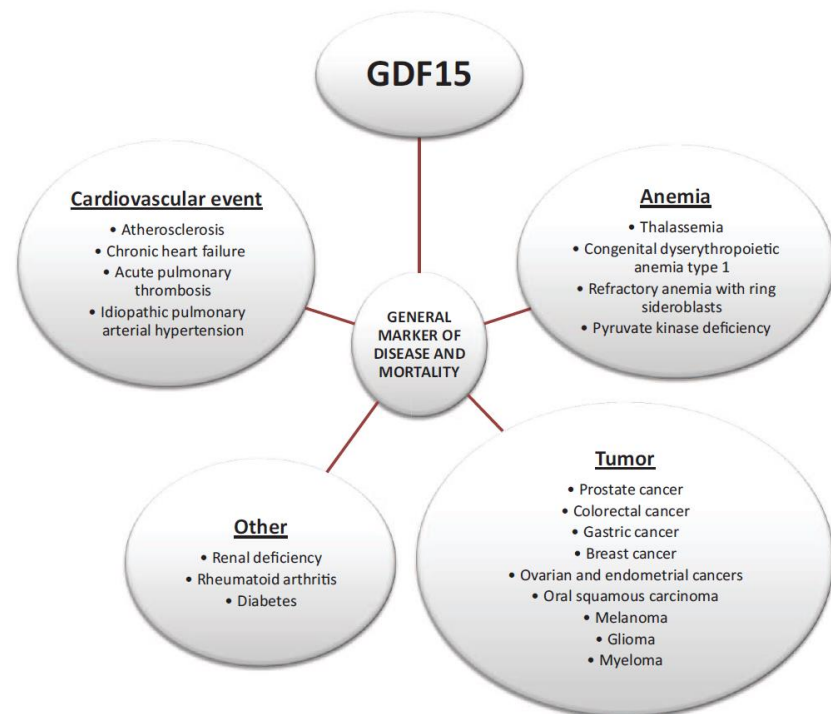 GDF15
Cardiovascular event
• Atherosclerosis
• Chronic heart failure
• Acute pulmonary
thrombosis
• Idiopathic pulmonary
arterial hypertension
Anemia
• Thalassemia
• Congenital dyserythropoietic
anemia type 1
• Refractory anemia with ring
sideroblasts
• Pyruvate kinase deficiency
GENERAL
MARKER OF
DISEASE AND
MORTALITY
Other
• Renal deficiency
• Rheumatoid arthritis
• Diabetes
Tumor
• Prostate cancer
• Colorectal cancer
• Gastric cancer
• Breast cancer
• Ovarian and endometrial cancers
• Oral squamous carcinoma
• Melanoma
• Glioma
• Myeloma